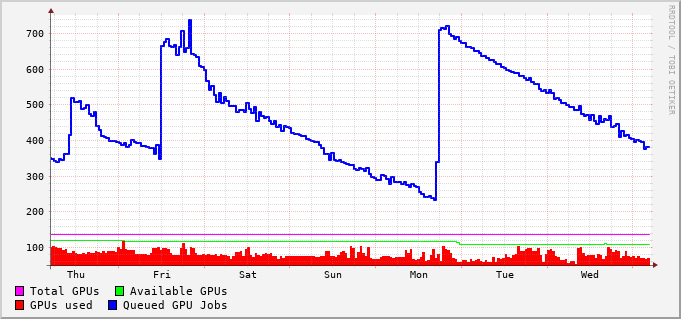 RRDTOOL / TOBI OETIKER
700
600
500
400
300
200
100
Thu Fri Sat Sun Mon Tue Wed
Total GPUs Available GPUs
GPUs used Queued GPU Jobs